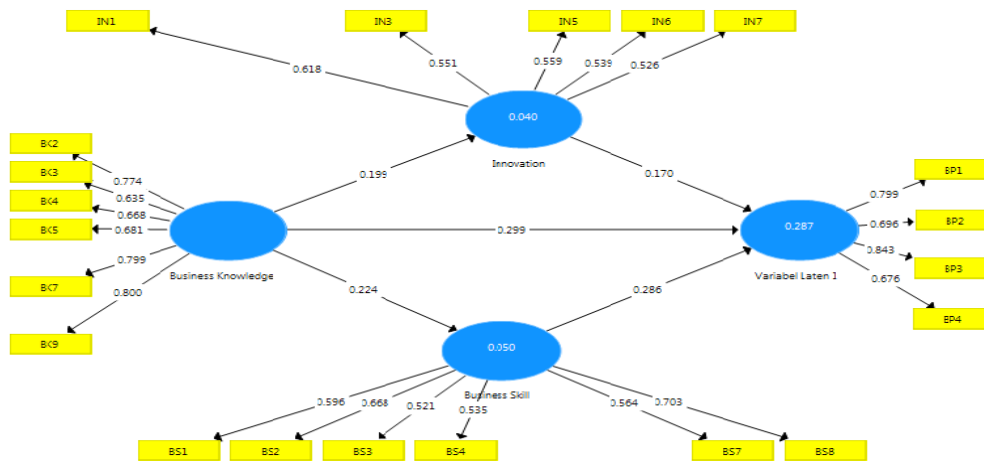 IN1
IN3
IN5
IN6
IN7
0.618
0.551
0.559
0.539
0.526
0.040
Innovation
BK2
BK3
BK4
BK5
BK7
BK9
0.774
0.635
0.668
0.681
0.799
0.800
Business Knowledge
0.199
0.299
0.224
0.170
0.286
0.287
Variabel Laten 1
0.799
0.696
0.843
0.676
BP1
BP2
BP3
BP4
0.050
Business Skill
0.596
0.668
0.521
0.535
0.564
0.703
BS1
BS2
BS3
BS4
BS7
BS8